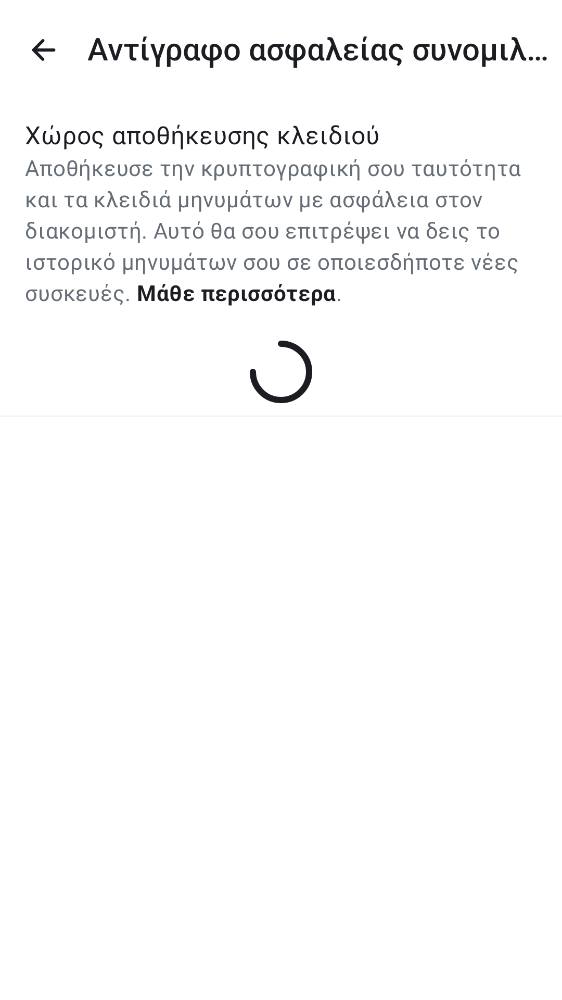 Αντίγραφο ασφαλείας συνομιλ...
Χώρος αποθήκευσης κλειδιού
Αποθήκευσε την κρυπτογραφική σου ταυτότητα
και τα κλειδιά μηνυμάτων με ασφάλεια στον
διακομιστή. Αυτό θα σου επιτρέψει να δεις το
ιστορικό μηνυμάτων σου σε οποιεσδήποτε νέες
συσκευές. Μάθε περισσότερα.